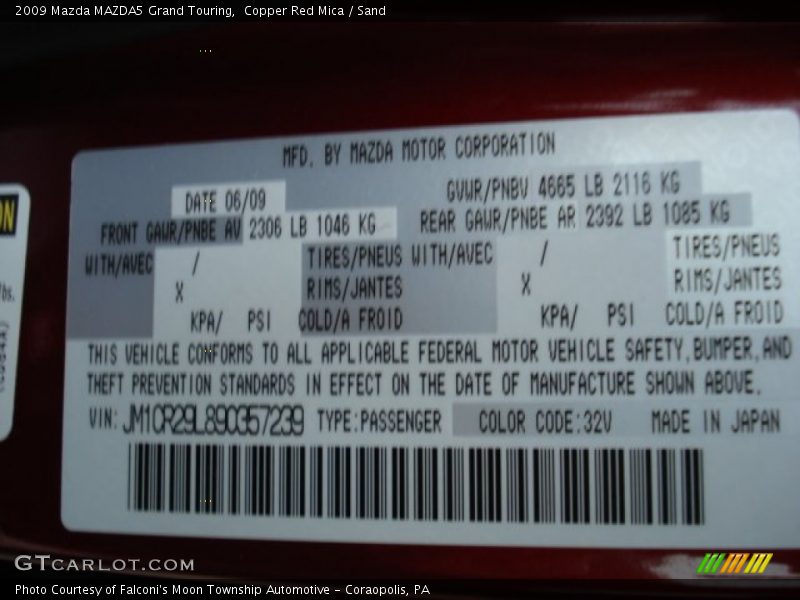 2009 Mazda MAZDA5 Grand Touring,  Copper Red Mica / Sand
MFD. BY MAZDA MOTOR CORPORATION
DATE 06/09 GVWR/PNBV 4665 LB 2116 KG
FRONT GAWR/PNBE AV 2306 LB 1046 KG REAR GAWR/PNBE AR 2392 LB 1085 KG
WITH/AVEC / TIRES/PNEUS WITH/AVEC / TIRES/PNEUS
X RIMS/JANTES X RIMS/JANTES
KPA/ PSI COLD/A FROID KPA/ PSI COLD/A FROID
THIS VEHICLE CONFORMS TO ALL APPLICABLE FEDERAL MOTOR VEHICLE SAFETY,BUMPER,AND
THEFT PREVENTION STANDARDS IN EFFECT ON THE DATE OF MANUFACTURE SHOWN ABOVE.
VIN: JM1CR29L890357239 TYPE:PASSENGER COLOR CODE:32V MADE IN JAPAN
GTCARLOT.COM
Photo Courtesy of Falconi's Moon Township Automotive - Coraopolis, PA